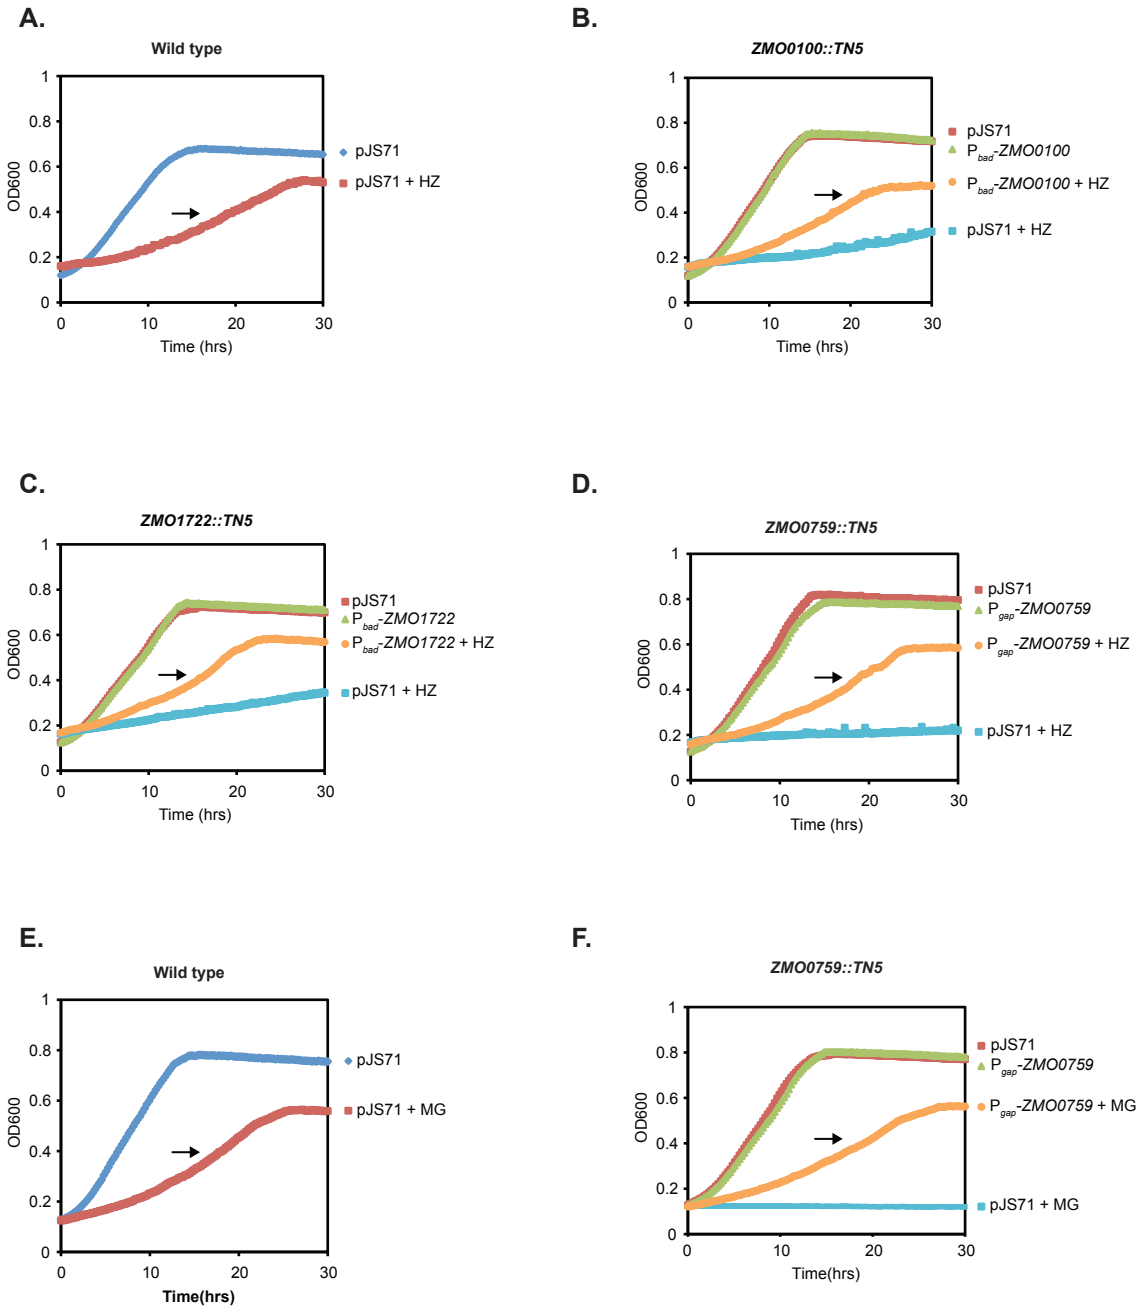 A.
Wild type
1
0.8
0.6
0.4
0.2
0
OD600
0
10
20
30
Time (hrs)
pJS71
pJS71 + HZ
B.
ZMO0100::TN5
1
0.8
0.6
0.4
0.2
0
OD600
0
10
20
30
Time (hrs)
pJS71
Pbad-ZMO0100
Pbad-ZMO0100 + HZ
pJS71 + HZ
C.
ZMO1722::TN5
1
0.8
0.6
0.4
0.2
0
OD600
0
10
20
30
Time (hrs)
pJS71
Pbad-ZMO1722
Pbad-ZMO1722 + HZ
pJS71 + HZ
D.
ZMO0759::TN5
1
0.8
0.6
0.4
0.2
0
OD600
0
10
20
30
Time (hrs)
pJS71
Pgap-ZMO0759
Pgap-ZMO0759 + HZ
pJS71 + HZ
E.
Wild type
1
0.8
0.6
0.4
0.2
0
OD600
0
10
20
30
Time(hrs)
pJS71
pJS71 + MG
F.
ZMO0759::TN5
1
0.8
0.6
0.4
0.2
0
OD600
0
10
20
30
Time(hrs)
pJS71
Pgap-ZMO0759
Pgap-ZMO0759 + MG
pJS71 + MG